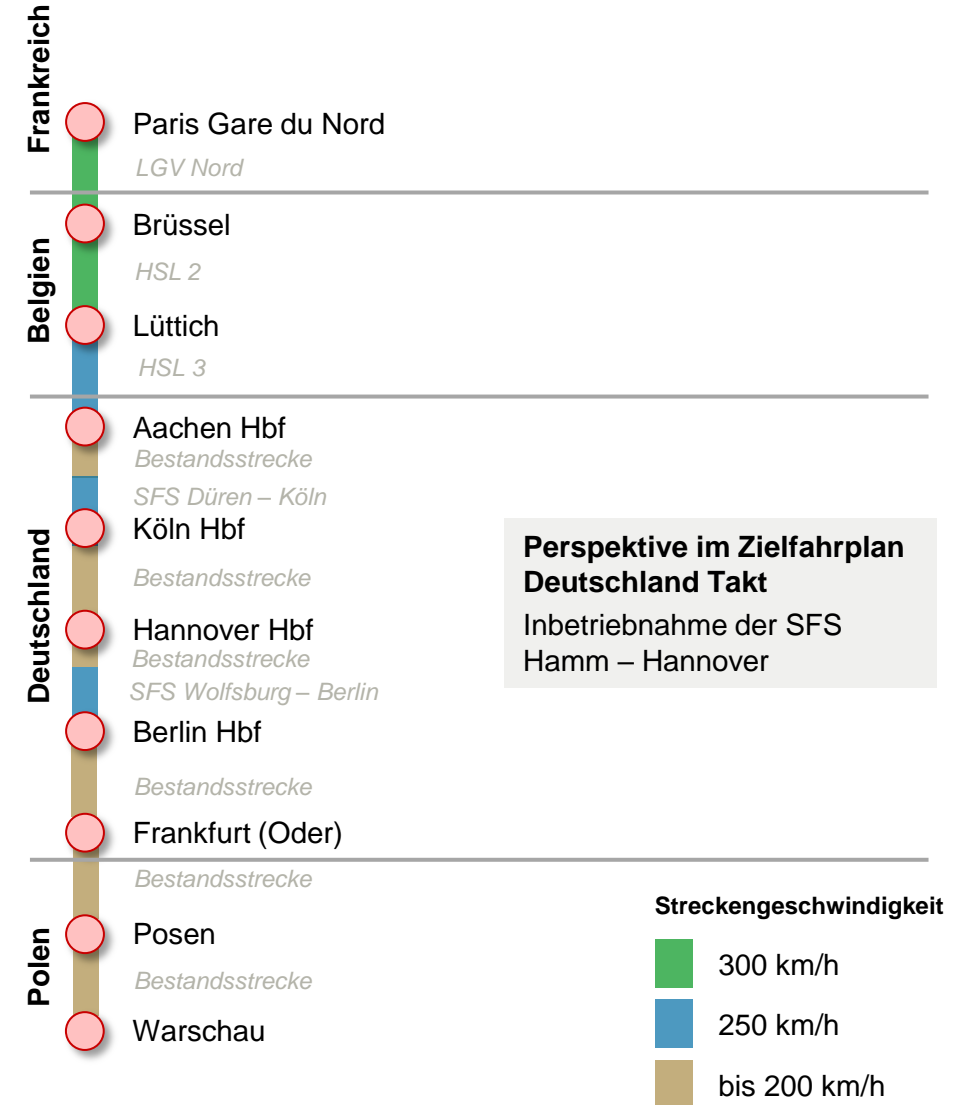 Frankreich
Paris Gare du Nord
LGV Nord
Belgien
Brüssel
HSL 2
Lüttich
HSL 3
Deutschland
Aachen Hbf
Bestandsstrecke
SFS Düren – Köln
Köln Hbf
Bestandsstrecke
Hannover Hbf
Bestandsstrecke
SFS Wolfsburg – Berlin
Berlin Hbf
Bestandsstrecke
Frankfurt (Oder)
Perspektive im Zielfahrplan
Deutschland Takt
Inbetriebnahme der SFS
Hamm – Hannover
Polen
Bestandsstrecke
Posen
Bestandsstrecke
Warschau
Streckengeschwindigkeit
300 km/h
250 km/h
bis 200 km/h